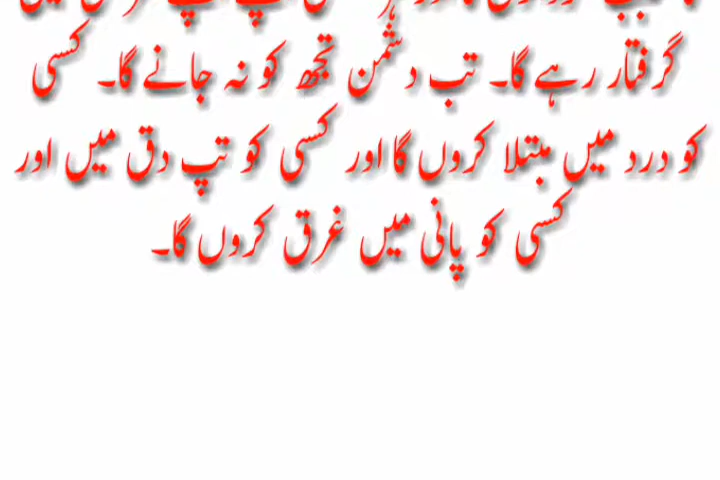 گرفتار رہے گا۔ تب دشمن تجھ کو نہ جانے گا۔ کسی
کو درد میں مبتلا کروں گا اور کسی کو تپ دق میں اور
کسی کو پانی میں غرق کروں گا۔